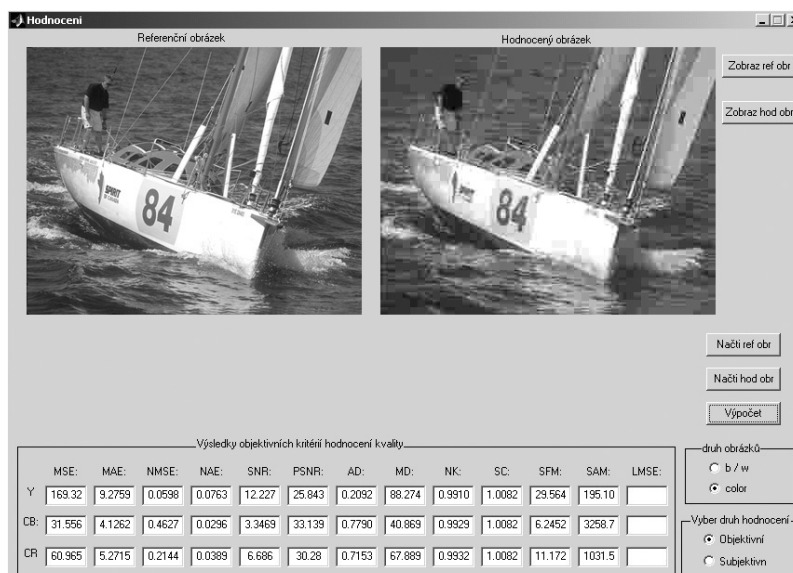 Hodnoceni
Referenční obrázek
Hodnocený obrázek
Zobraz ref obr
Zobraz hod obr
SPIRIT
84
SPIRIT
84
Načti ref obr
Načti hod obr
Výpočet
Výsledky objektivních kritérií hodnocení kvality
MSE: MAE: NMSE: NAE: SNR: PSNR: AD: MD: NK: SC: SFM: SAM: LMSE:
Y 169.32 9.2759 0.0598 0.0763 12.227 25.843 0.2092 88.274 0.9910 1.0082 29.564 195.10
CB: 31.556 4.1262 0.4627 0.0296 3.3469 33.139 0.7790 40.869 0.9929 1.0082 6.2452 3258.7
CR 60.965 5.2715 0.2144 0.0389 6.686 30.28 0.7153 67.889 0.9932 1.0082 11.172 1031.5
druh obrázků
b / w
color
Vyber druh hodnocení
Objektivní
Subjektivn